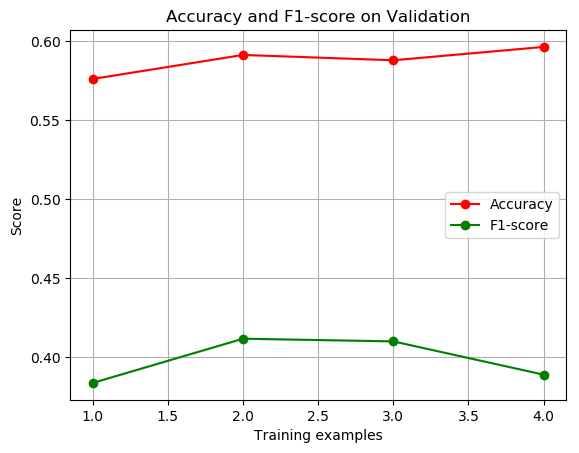 Accuracy and F1-score on Validation
0.60
0.55
0.50
0.45
0.40
Score
Accuracy
F1-score
1.0 1.5 2.0 2.5 3.0 3.5 4.0
Training examples